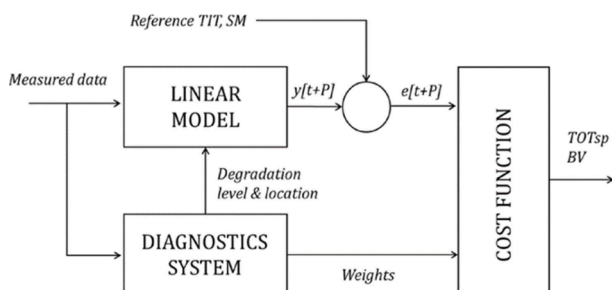 Reference TIT, SM
Measured data
LINEAR
MODEL
y[t+P]
e[t+P]
COST FUNCTION
TOTsp
BV
Degradation
level & location
DIAGNOSTICS
SYSTEM
Weights